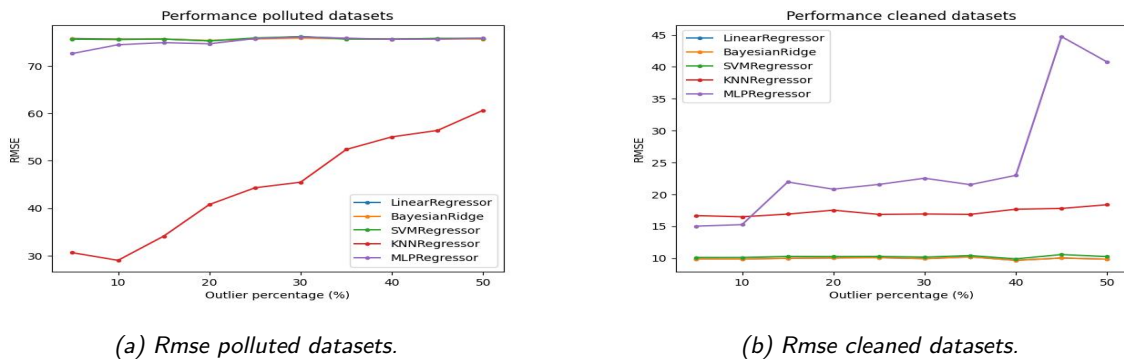 Performance polluted datasets
RMSE
70
60
50
40
30
10
20
30
40
50
Outlier percentage (%)
LinearRegressor
BayesianRidge
SVMRegressor
KNNRegressor
MLPRegressor
(a) Rmse polluted datasets.
Performance cleaned datasets
RMSE
45
40
35
30
25
20
15
10
10
20
30
40
50
Outlier percentage (%)
LinearRegressor
BayesianRidge
SVMRegressor
KNNRegressor
MLPRegressor
(b) Rmse cleaned datasets.